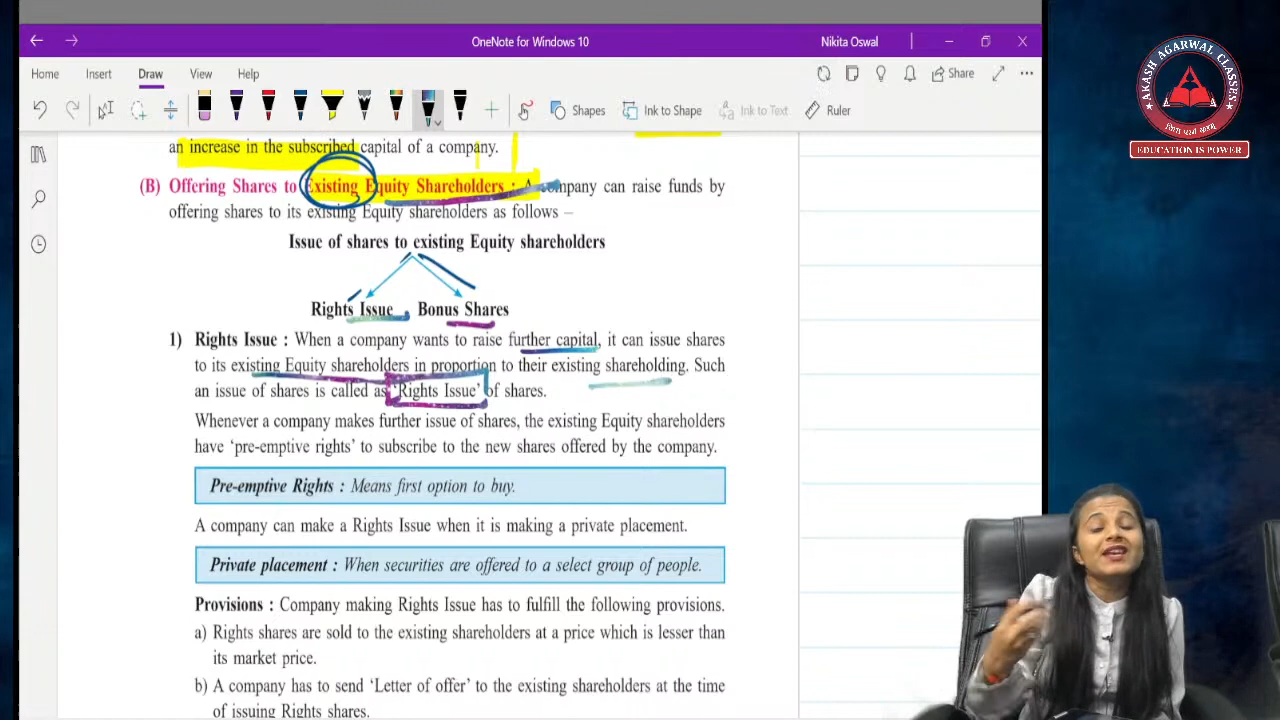 OneNote for Windows 10
Nikita Oswal
Home Insert Draw View Help
Share
Shapes Ink to Shape Ink to Text Ruler
AKASH AGARWAL CLASSES
EDUCATION IS POWER
an increase in the subscribed capital of a company.
(B) Offering Shares to Existing Equity Shareholders : A company can raise funds by
offering shares to its existing Equity shareholders as follows –
Issue of shares to existing Equity shareholders
Rights Issue Bonus Shares
1) Rights Issue : When a company wants to raise further capital, it can issue shares
to its existing Equity shareholders in proportion to their existing shareholding. Such
an issue of shares is called as ‘Rights Issue’ of shares.
Whenever a company makes further issue of shares, the existing Equity shareholders
have ‘pre-emptive rights’ to subscribe to the new shares offered by the company.
Pre-emptive Rights : Means first option to buy.
A company can make a Rights Issue when it is making a private placement.
Private placement : When securities are offered to a select group of people.
Provisions : Company making Rights Issue has to fulfill the following provisions.
a) Rights shares are sold to the existing shareholders at a price which is lesser than
its market price.
b) A company has to send ‘Letter of offer’ to the existing shareholders at the time
of issuing Rights shares.